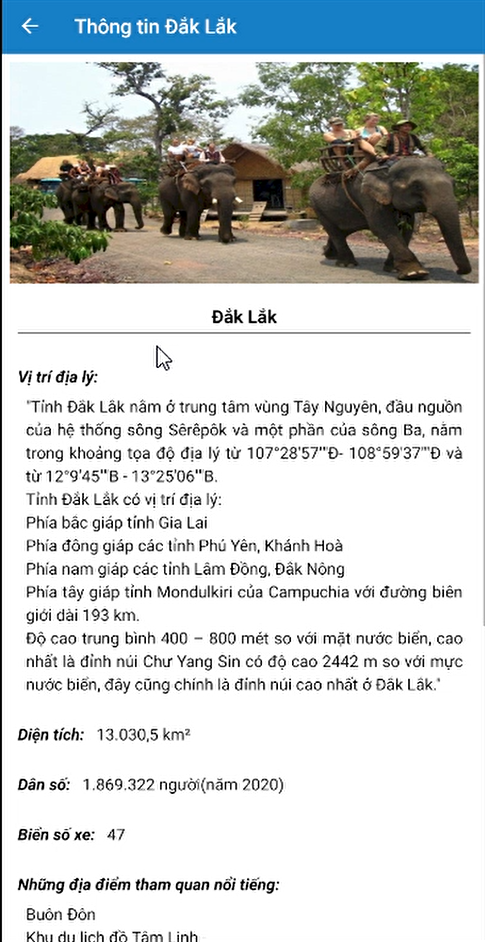 Thông tin Đắk Lắk
Đắk Lắk
Vị trí địa lý:
"Tỉnh Đắk Lắk nằm ở trung tâm vùng Tây Nguyên, đầu nguồn
của hệ thống sông Sêrêpôk và một phần của sông Ba, nằm
trong khoảng tọa độ địa lý từ 107°28'57"Đ- 108°59'37"Đ và
từ 12°9'45"B - 13°25'06"B.
Tỉnh Đắk Lắk có vị trí địa lý:
Phía bắc giáp tỉnh Gia Lai
Phía đông giáp các tỉnh Phú Yên, Khánh Hoà
Phía nam giáp các tỉnh Lâm Đồng, Đắk Nông
Phía tây giáp tỉnh Mondulkiri của Campuchia với đường biên
giới dài 193 km.
Độ cao trung bình 400 – 800 mét so với mặt nước biển, cao
nhất là đỉnh núi Chư Yang Sin có độ cao 2442 m so với mực
nước biển, đây cũng chính là đỉnh núi cao nhất ở Đắk Lắk."
Diện tích: 13.030,5 km²
Dân số: 1.869.322 người(năm 2020)
Biển số xe: 47
Những địa điểm tham quan nổi tiếng:
Buôn Đôn
Khu du lịch đồ Tâm Linh